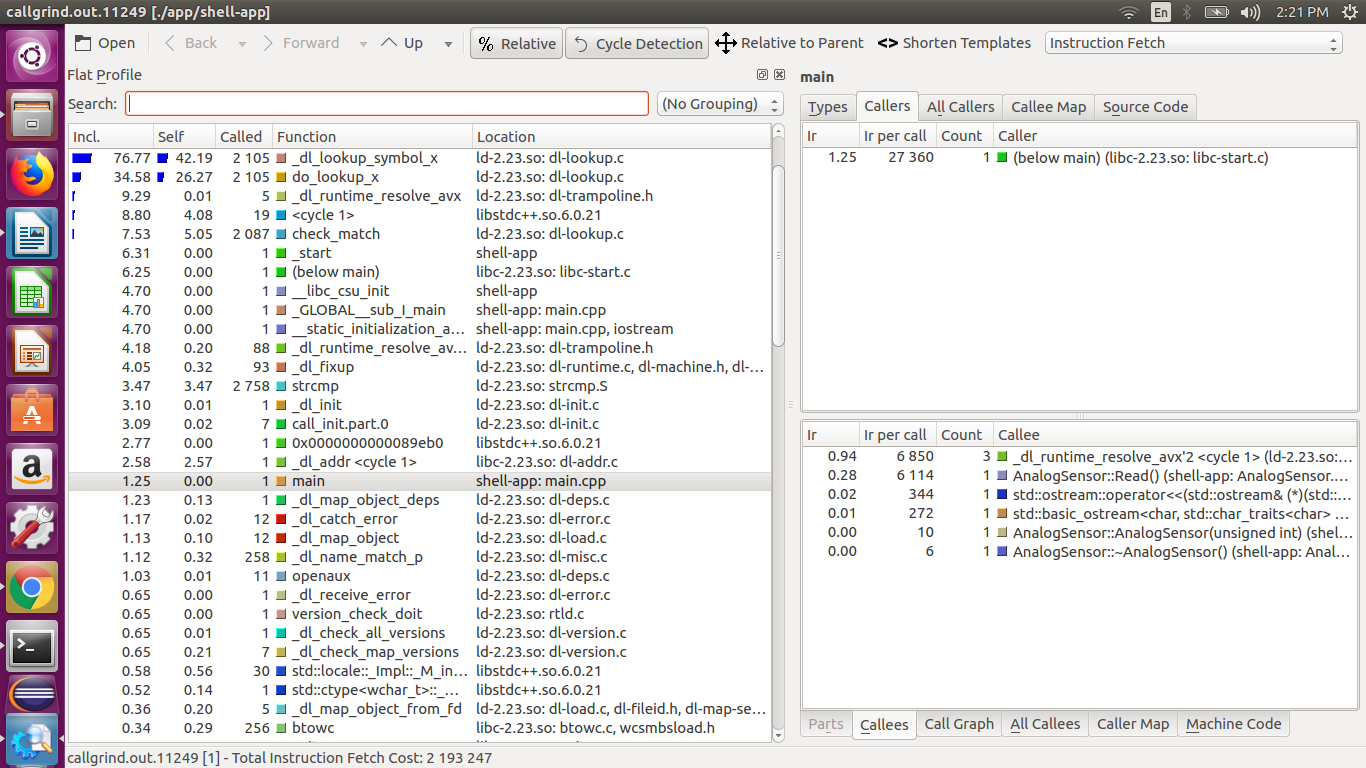 callgrind.out.11249 [./app/shell-app] En 2:21 PM
Open Back Forward Up % Relative Cycle Detection Relative to Parent <> Shorten Templates Instruction Fetch
Flat Profile
Search: (No Grouping)
Incl. Self Called Function Location
76.77 42.19 2 105 _dl_lookup_symbol_x ld-2.23.so: dl-lookup.c
34.58 26.27 2 105 do_lookup_x ld-2.23.so: dl-lookup.c
9.29 0.01 5 _dl_runtime_resolve_avx ld-2.23.so: dl-trampoline.h
8.80 4.08 19 <cycle 1> libstdc++.so.6.0.21
7.53 5.05 2 087 check_match ld-2.23.so: dl-lookup.c
6.31 0.00 1 _start shell-app
6.25 0.00 1 (below main) libc-2.23.so: libc-start.c
4.70 0.00 1 __libc_csu_init shell-app
4.70 0.00 1 _GLOBAL__sub_I_main shell-app: main.cpp
4.70 0.00 1 __static_initialization_a... shell-app: main.cpp, iostream
4.18 0.20 88 _dl_runtime_resolve_av... ld-2.23.so: dl-trampoline.h
4.05 0.32 93 _dl_fixup ld-2.23.so: dl-runtime.c, dl-machine.h, dl-...
3.47 3.47 2 758 strcmp ld-2.23.so: strcmp.S
3.10 0.01 1 _dl_init ld-2.23.so: dl-init.c
3.09 0.02 7 call_init.part.0 ld-2.23.so: dl-init.c
2.77 0.00 1 0x0000000000089eb0 libstdc++.so.6.0.21
2.58 2.57 1 _dl_addr <cycle 1> libc-2.23.so: dl-addr.c
1.25 0.00 1 main shell-app: main.cpp
1.23 0.13 1 _dl_map_object_deps ld-2.23.so: dl-deps.c
1.17 0.02 12 _dl_catch_error ld-2.23.so: dl-error.c
1.13 0.10 12 _dl_map_object ld-2.23.so: dl-load.c
1.12 0.32 258 _dl_name_match_p ld-2.23.so: dl-misc.c
1.03 0.01 11 openaux ld-2.23.so: dl-deps.c
0.65 0.00 1 _dl_receive_error ld-2.23.so: dl-error.c
0.65 0.00 1 version_check_doit ld-2.23.so: rtld.c
0.65 0.01 1 _dl_check_all_versions ld-2.23.so: dl-version.c
0.65 0.21 7 _dl_check_map_versions ld-2.23.so: dl-version.c
0.58 0.56 30 std::locale::_Impl::_M_in... libstdc++.so.6.0.21
0.52 0.14 1 std::ctype<wchar_t>::_... libstdc++.so.6.0.21
0.36 0.20 5 _dl_map_object_from_fd ld-2.23.so: dl-load.c, dl-fileid.h, dl-map-se...
0.34 0.29 256 btowc libc-2.23.so: btowc.c, wcsmbsload.h
main
Types Callers All Callers Callee Map Source Code
Ir Ir per call Count Caller
1.25 27 360 1 (below main) (libc-2.23.so: libc-start.c)
Ir Ir per call Count Callee
0.94 6 850 3 _dl_runtime_resolve_avx'2 <cycle 1> (ld-2.23.so:...
0.28 6 114 1 AnalogSensor::Read() (shell-app: AnalogSensor....
0.02 344 1 std::ostream::operator<<(std::ostream& (*)(std::...
0.01 272 1 std::basic_ostream<char, std::char_traits<char> ...
0.00 10 1 AnalogSensor::AnalogSensor(unsigned int) (shel...
0.00 6 1 AnalogSensor::~AnalogSensor() (shell-app: Anal...
Parts Callees Call Graph All Callees Caller Map Machine Code
callgrind.out.11249 [1] - Total Instruction Fetch Cost: 2 193 247